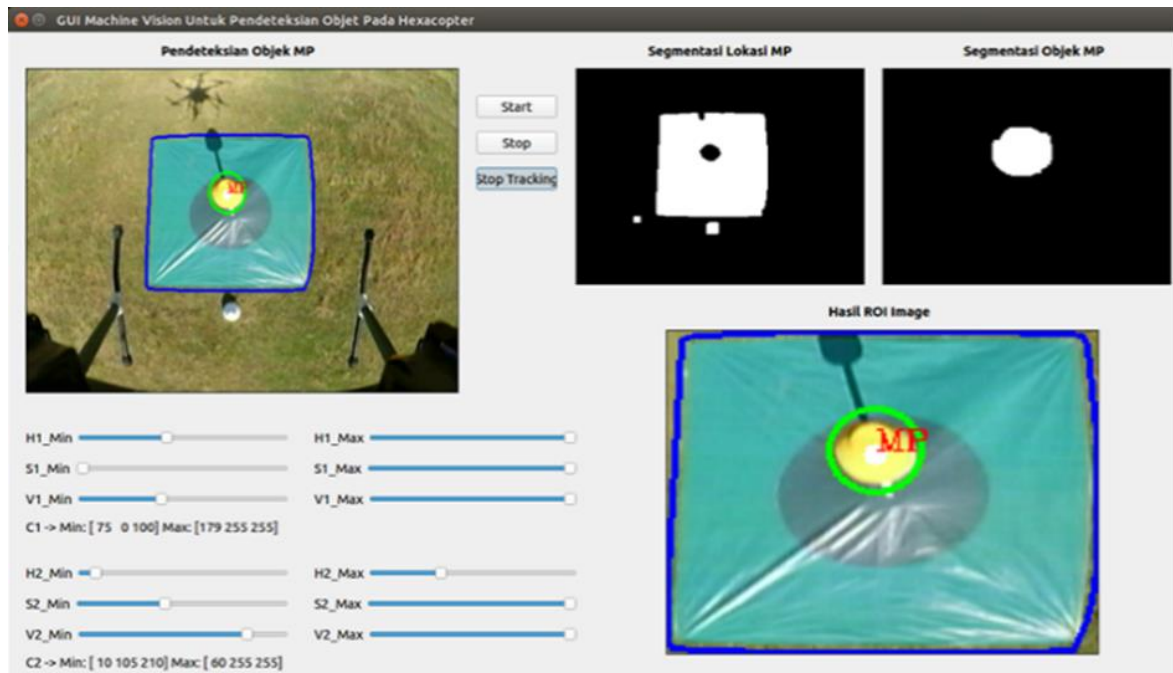 GUI Machine Vision Untuk Pendeteksian Objet Pada Hexacopter
Pendeteksian Objek MP
Segmentasi Lokasi MP
Segmentasi Objek MP
Start
Stop
Stop Tracking
MP
Hasil ROI Image
MP
H1_Min
H1_Max
S1_Min
S1_Max
V1_Min
V1_Max
C1 -> Min: [ 75 0 100] Max: [179 255 255]
H2_Min
H2_Max
S2_Min
S2_Max
V2_Min
V2_Max
C2 -> Min: [ 10 105 210] Max: [ 60 255 255]